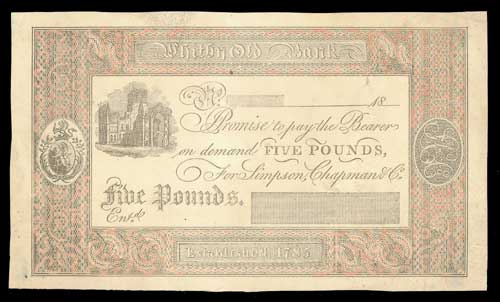 Whitby Old Bank
No. 18
I Promise to pay the Bearer
on demand FIVE POUNDS,
For Simpson, Chapman & Co.
Five Pounds.
Entd.
Established 1785